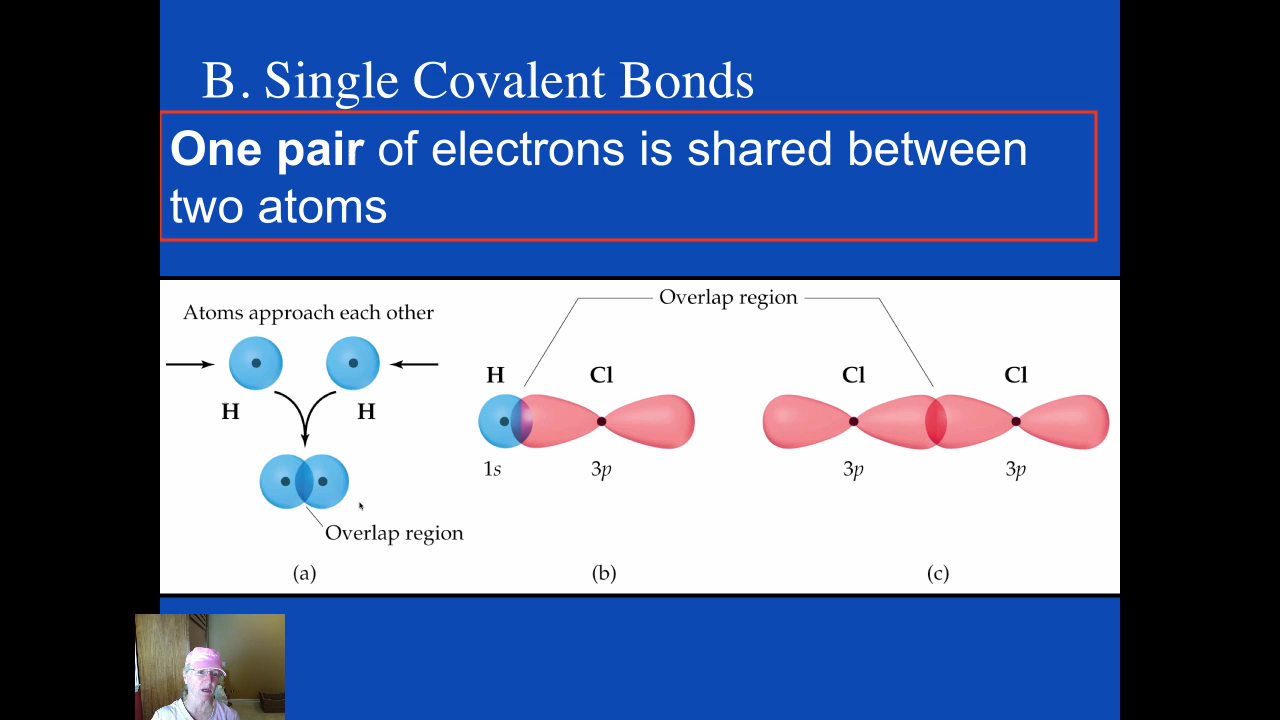 B. Single Covalent Bonds
One pair of electrons is shared between
two atoms
Atoms approach each other
H
H
Overlap region
(a)
Overlap region
H
Cl
1s
3p
(b)
Cl
Cl
3p
3p
(c)